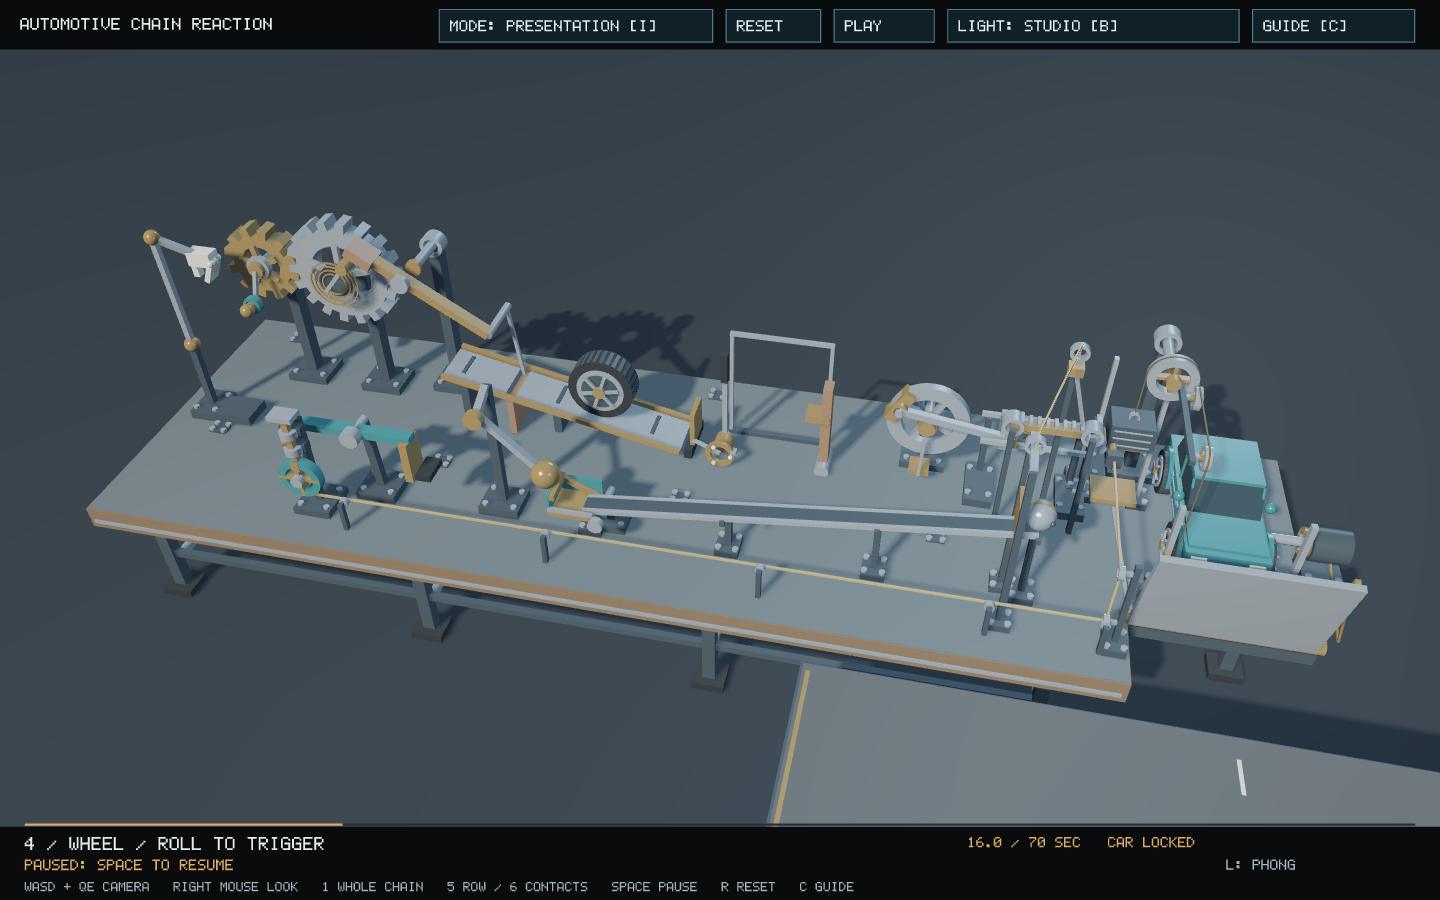 AUTOMOTIVE CHAIN REACTION
MODE: PRESENTATION [I]
RESET
PLAY
LIGHT: STUDIO [B]
GUIDE [C]
4 / WHEEL / ROLL TO TRIGGER
16.0 / 70 SEC CAR LOCKED
PAUSED: SPACE TO RESUME
L: PHONG
WASD + QE CAMERA RIGHT MOUSE LOOK 1 WHOLE CHAIN 5 ROW / 6 CONTACTS SPACE PAUSE R RESET C GUIDE